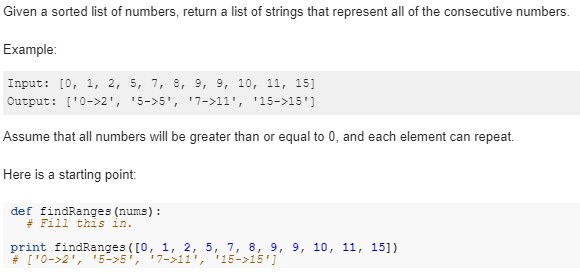 Given a sorted list of numbers, return a list of strings that represent all of the consecutive numbers.
Example:
Input: [0, 1, 2, 5, 7, 8, 9, 9, 10, 11, 15]
Output: ['0->2', '5->5', '7->11', '15->15']
Assume that all numbers will be greater than or equal to 0, and each element can repeat.
Here is a starting point:
def findRanges(nums):
# Fill this in.
print findRanges([0, 1, 2, 5, 7, 8, 9, 9, 10, 11, 15])
# ['0->2', '5->5', '7->11', '15->15']